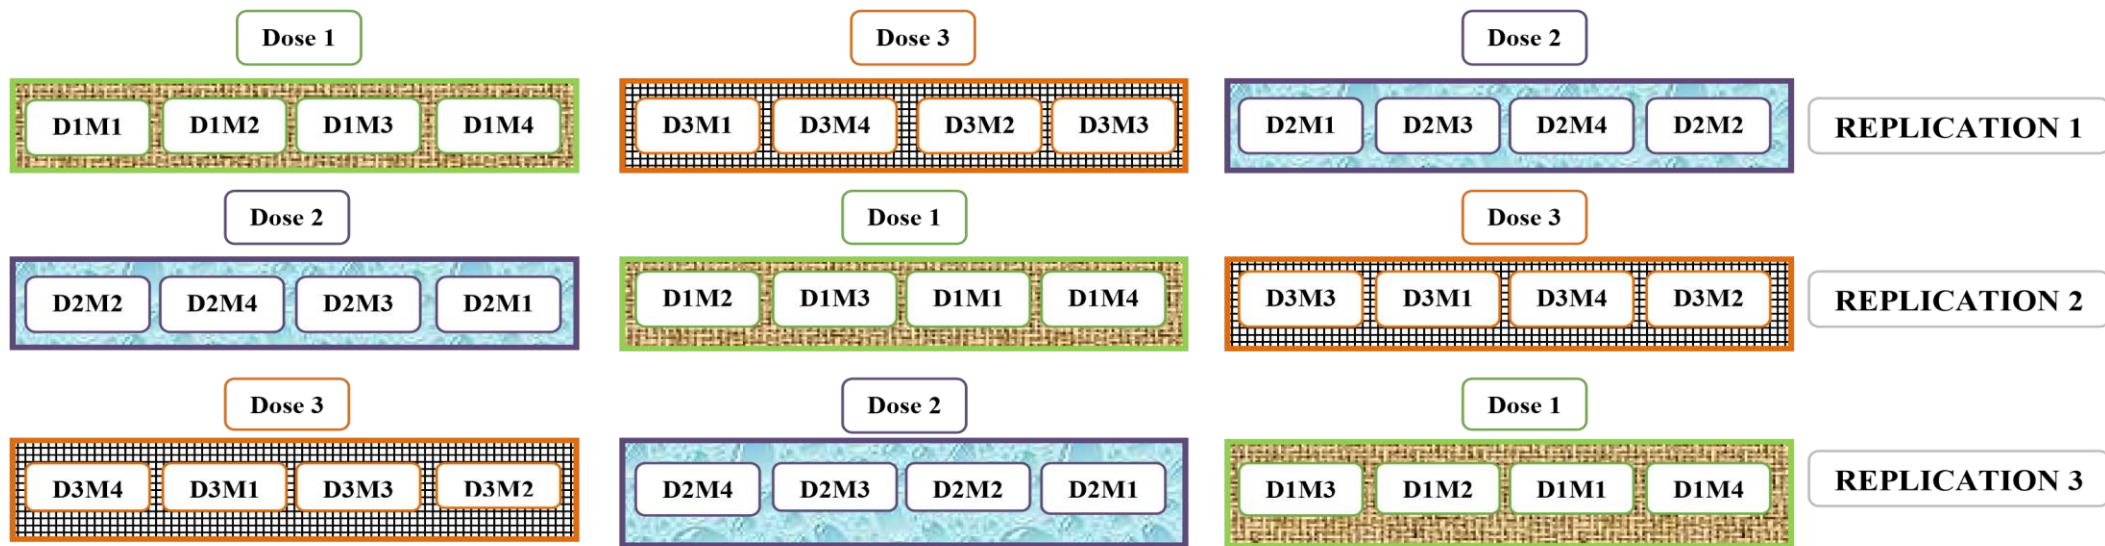 Dose 1 Dose 3 Dose 2
D1M1 D1M2 D1M3 D1M4 D3M1 D3M4 D3M2 D3M3 D2M1 D2M3 D2M4 D2M2 REPLICATION 1
Dose 2 Dose 1 Dose 3
D2M2 D2M4 D2M3 D2M1 D1M2 D1M3 D1M1 D1M4 D3M3 D3M1 D3M4 D3M2 REPLICATION 2
Dose 3 Dose 2 Dose 1
D3M4 D3M1 D3M3 D3M2 D2M4 D2M3 D2M2 D2M1 D1M3 D1M2 D1M1 D1M4 REPLICATION 3